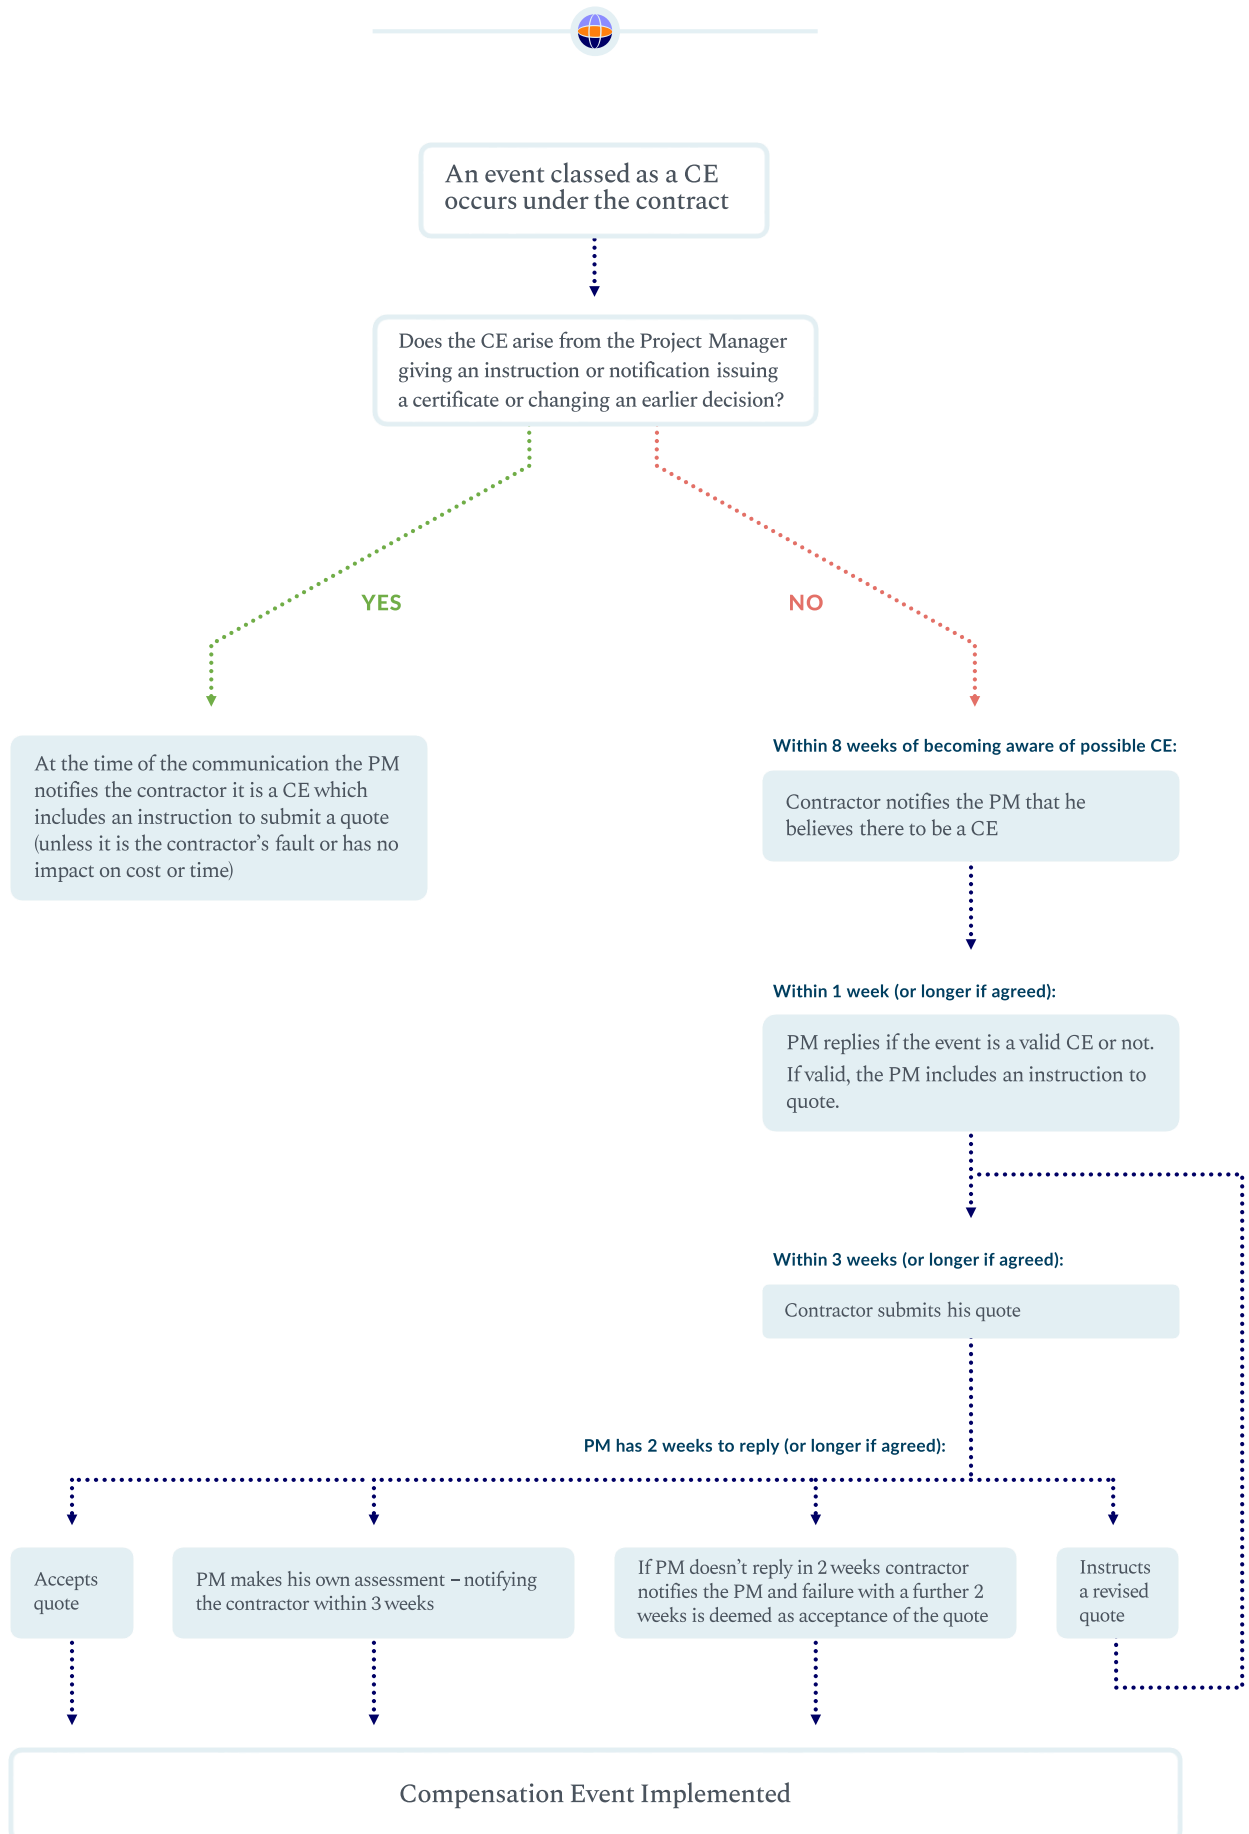 An event classed as a CE
occurs under the contract
Does the CE arise from the Project Manager
giving an instruction or notification issuing
a certificate or changing an earlier decision?
YES
NO
At the time of the communication the PM
notifies the contractor it is a CE which
includes an instruction to submit a quote
(unless it is the contractor’s fault or has no
impact on cost or time)
Within 8 weeks of becoming aware of possible CE:
Contractor notifies the PM that he
believes there to be a CE
Within 1 week (or longer if agreed):
PM replies if the event is a valid CE or not.
If valid, the PM includes an instruction to
quote.
Within 3 weeks (or longer if agreed):
Contractor submits his quote
PM has 2 weeks to reply (or longer if agreed):
Accepts
quote
PM makes his own assessment – notifying
the contractor within 3 weeks
If PM doesn’t reply in 2 weeks contractor
notifies the PM and failure with a further 2
weeks is deemed as acceptance of the quote
Instructs
a revised
quote
Compensation Event Implemented